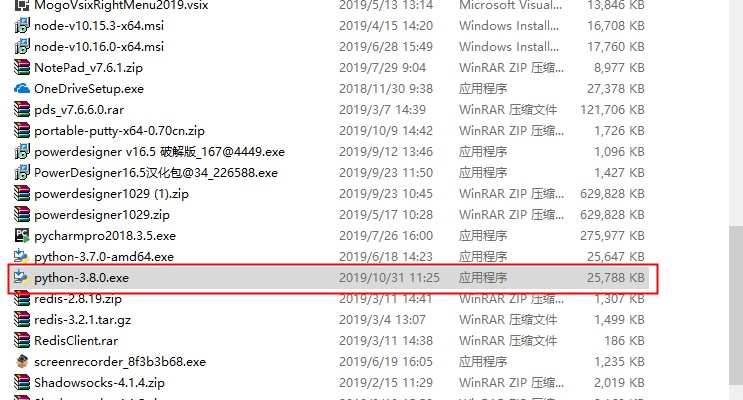 MogoVsixRightMenu2019.vsix 2019/5/13 13:14 Microsoft Visual... 13,846 KB
node-v10.15.3-x64.msi 2019/4/15 14:20 Windows Install... 16,708 KB
node-v10.16.0-x64.msi 2019/6/28 15:49 Windows Install... 17,760 KB
NotePad_v7.6.1.zip 2019/7/29 9:04 WinRAR ZIP 压缩... 8,977 KB
OneDriveSetup.exe 2018/11/30 9:38 应用程序 27,378 KB
pds_v7.6.6.0.rar 2019/3/7 14:39 WinRAR 压缩文件 121,706 KB
portable-putty-x64-0.70cn.zip 2019/10/9 14:42 WinRAR ZIP 压缩... 1,726 KB
powerdesigner v16.5 破解版_167@4449.exe 2019/9/12 13:46 应用程序 1,096 KB
PowerDesigner16.5汉化包@34_226588.exe 2019/9/23 11:50 应用程序 1,427 KB
powerdesigner1029 (1).zip 2019/9/23 10:45 WinRAR ZIP 压缩... 629,828 KB
powerdesigner1029.zip 2019/5/17 10:28 WinRAR ZIP 压缩... 629,828 KB
pycharmpro2018.3.5.exe 2019/7/26 16:00 应用程序 275,977 KB
python-3.7.0-amd64.exe 2019/6/18 14:23 应用程序 25,647 KB
python-3.8.0.exe 2019/10/31 11:25 应用程序 25,788 KB
redis-2.8.19.zip 2019/3/11 14:41 WinRAR ZIP 压缩... 1,307 KB
redis-3.2.1.tar.gz 2019/3/4 13:07 WinRAR 压缩文件 1,499 KB
RedisClient.rar 2019/3/11 14:38 WinRAR 压缩文件 186 KB
screenrecorder_8f3b3b68.exe 2019/6/19 16:05 应用程序 1,235 KB
Shadowsocks-4.1.4.zip 2019/2/15 11:29 WinRAR ZIP 压缩... 2,019 KB